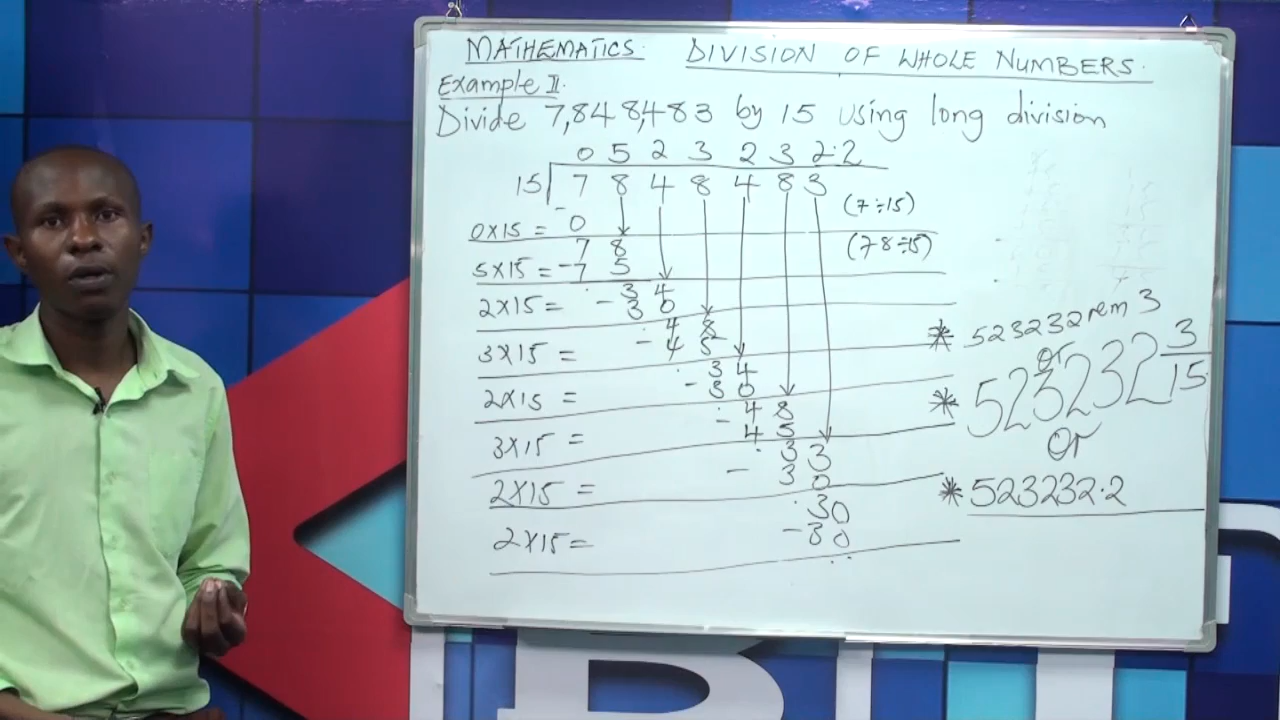 MATHEMATICS. DIVISION OF WHOLE NUMBERS.
Example II.
Divide 7,848,483 by 15 using long division
0 5 2 3 2 3 2.2
15 7 8 4 8 4 8 3
(7÷15)
0x15 = - 0
7 8 (78÷15)
5x15 = - 7 5
3 4
2x15 = - 3 0
4 8
3x15 = - 4 5
3 4
2x15 = - 3 0
4 8
3x15 = - 4 5
3 3
2x15 = - 3 0
30
2x15 = - 30
* 523232 rem 3
or
* 523232 3/15
Or
* 523232.2